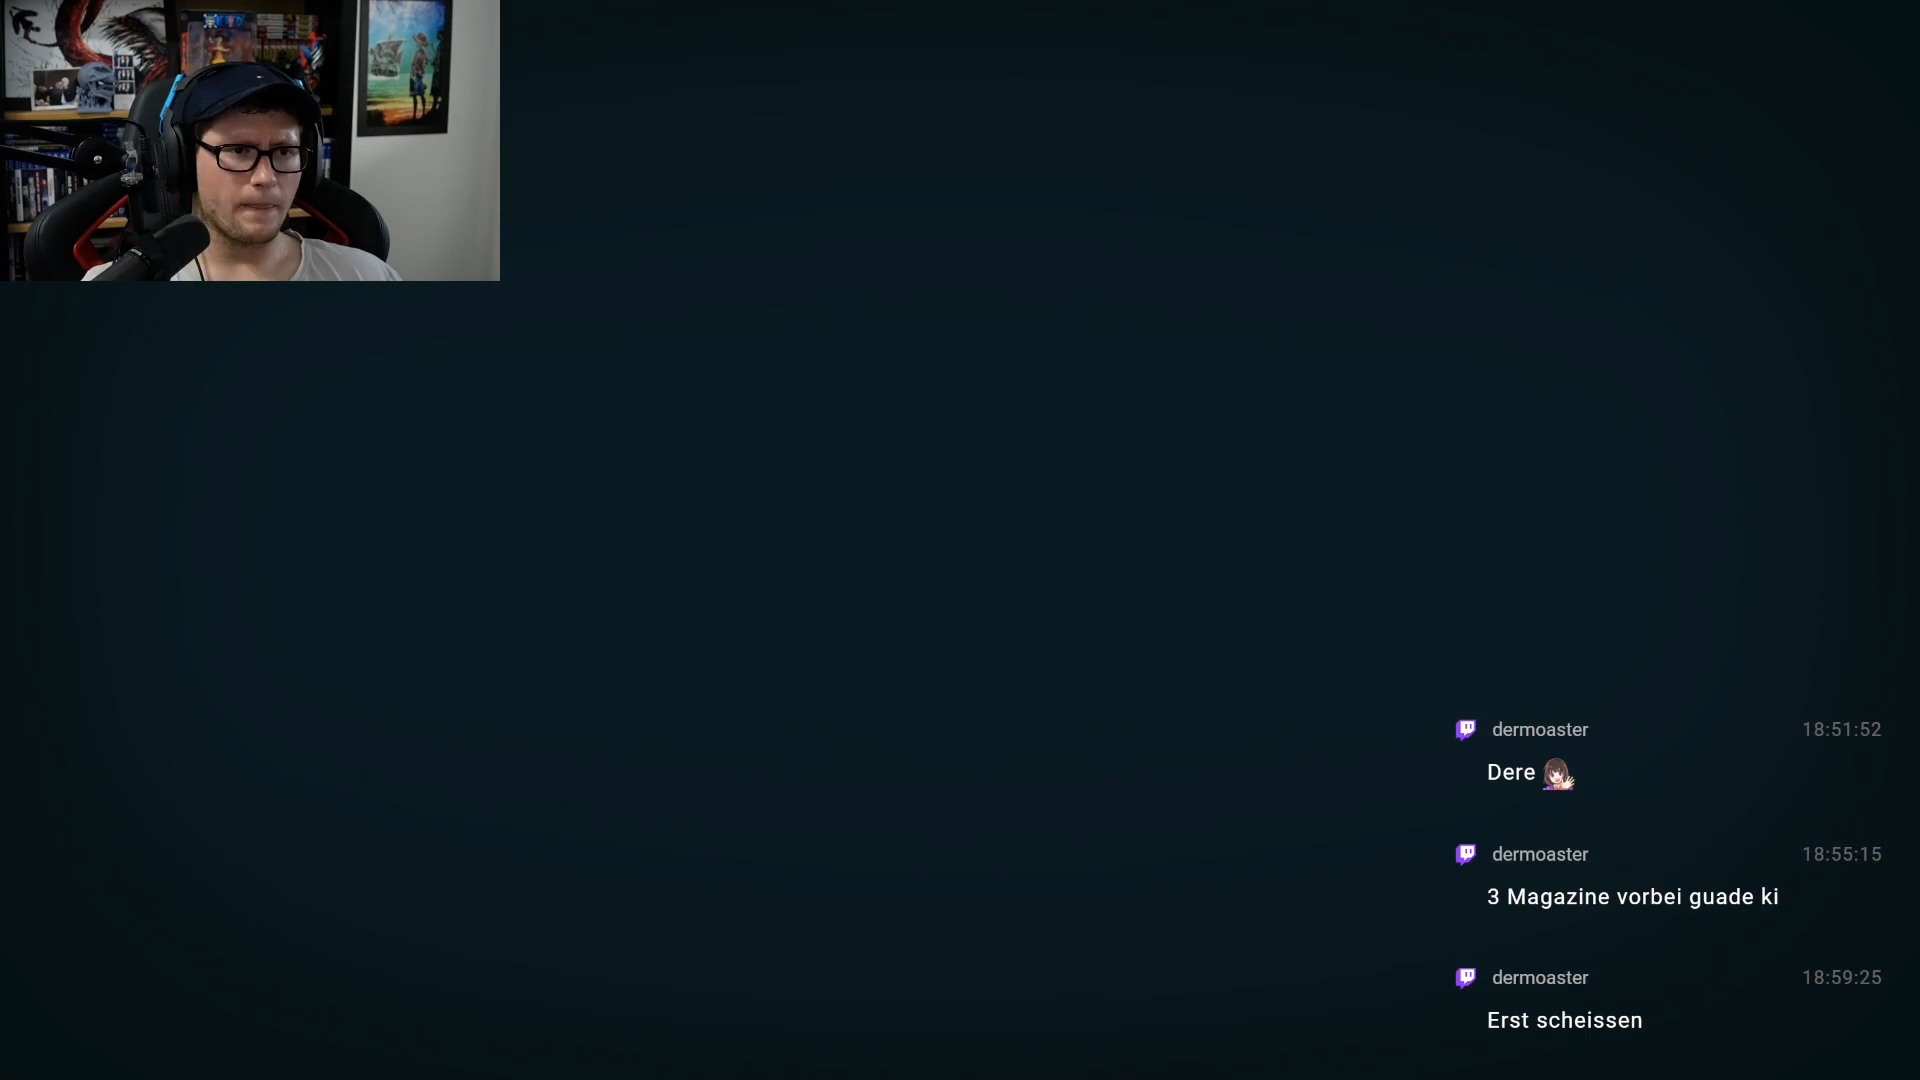 dermoaster 18:51:52
Dere
dermoaster 18:55:15
3 Magazine vorbei guade ki
dermoaster 18:59:25
Erst scheissen